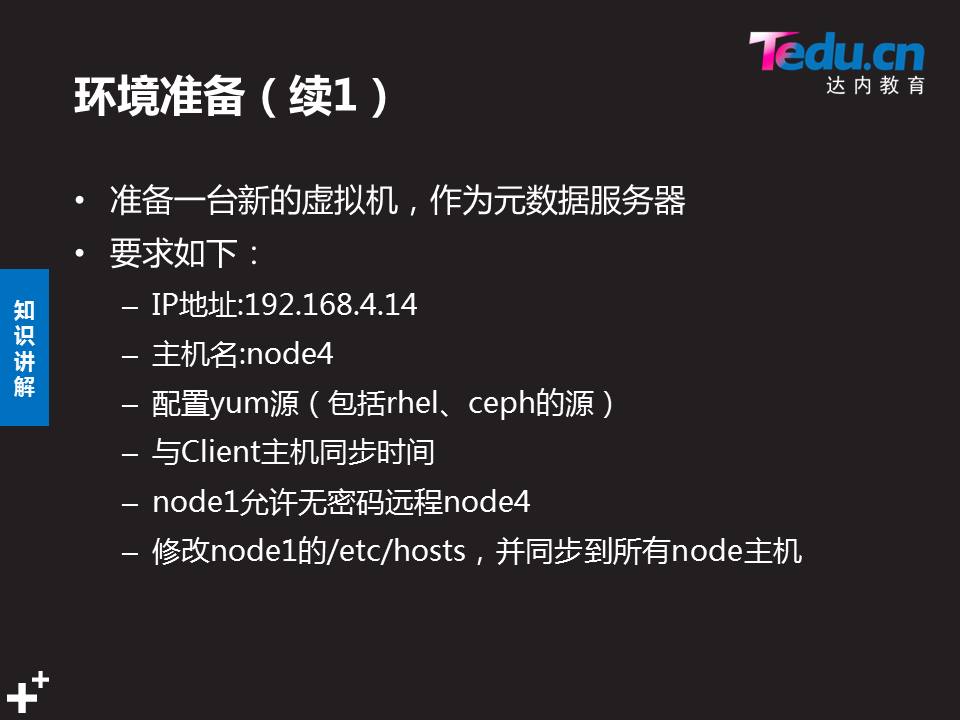 Tedu.cn
达内教育
环境准备（续1）
• 准备一台新的虚拟机，作为元数据服务器
• 要求如下：
– IP地址:192.168.4.14
– 主机名:node4
– 配置yum源（包括rhel、ceph的源）
– 与Client主机同步时间
– node1允许无密码远程node4
– 修改node1的/etc/hosts，并同步到所有node主机
知识讲解